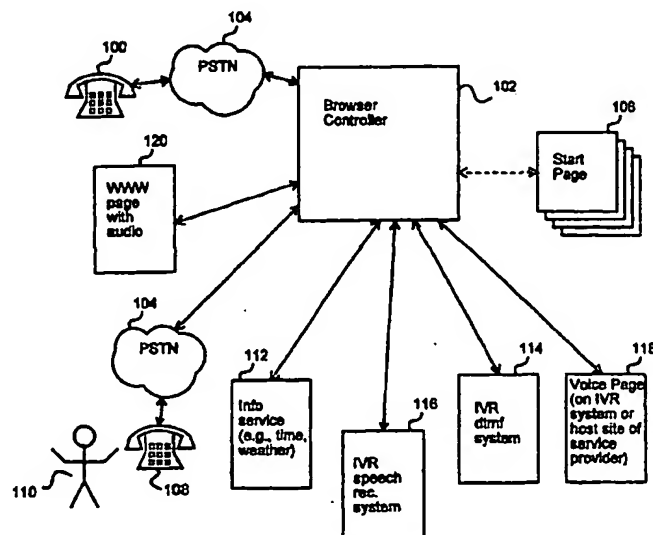 104
100
PSTN
102
106
Browser
Controller
Start
Page
120
WWW
page
with
audio
104
PSTN
112
114
118
116
Info
service
(e.g., time,
weather)
IVR
dtmf
system
Voice Page
(on IVR
system or
host site of
service
provider)
IVR
speech
rec.
system
110
108